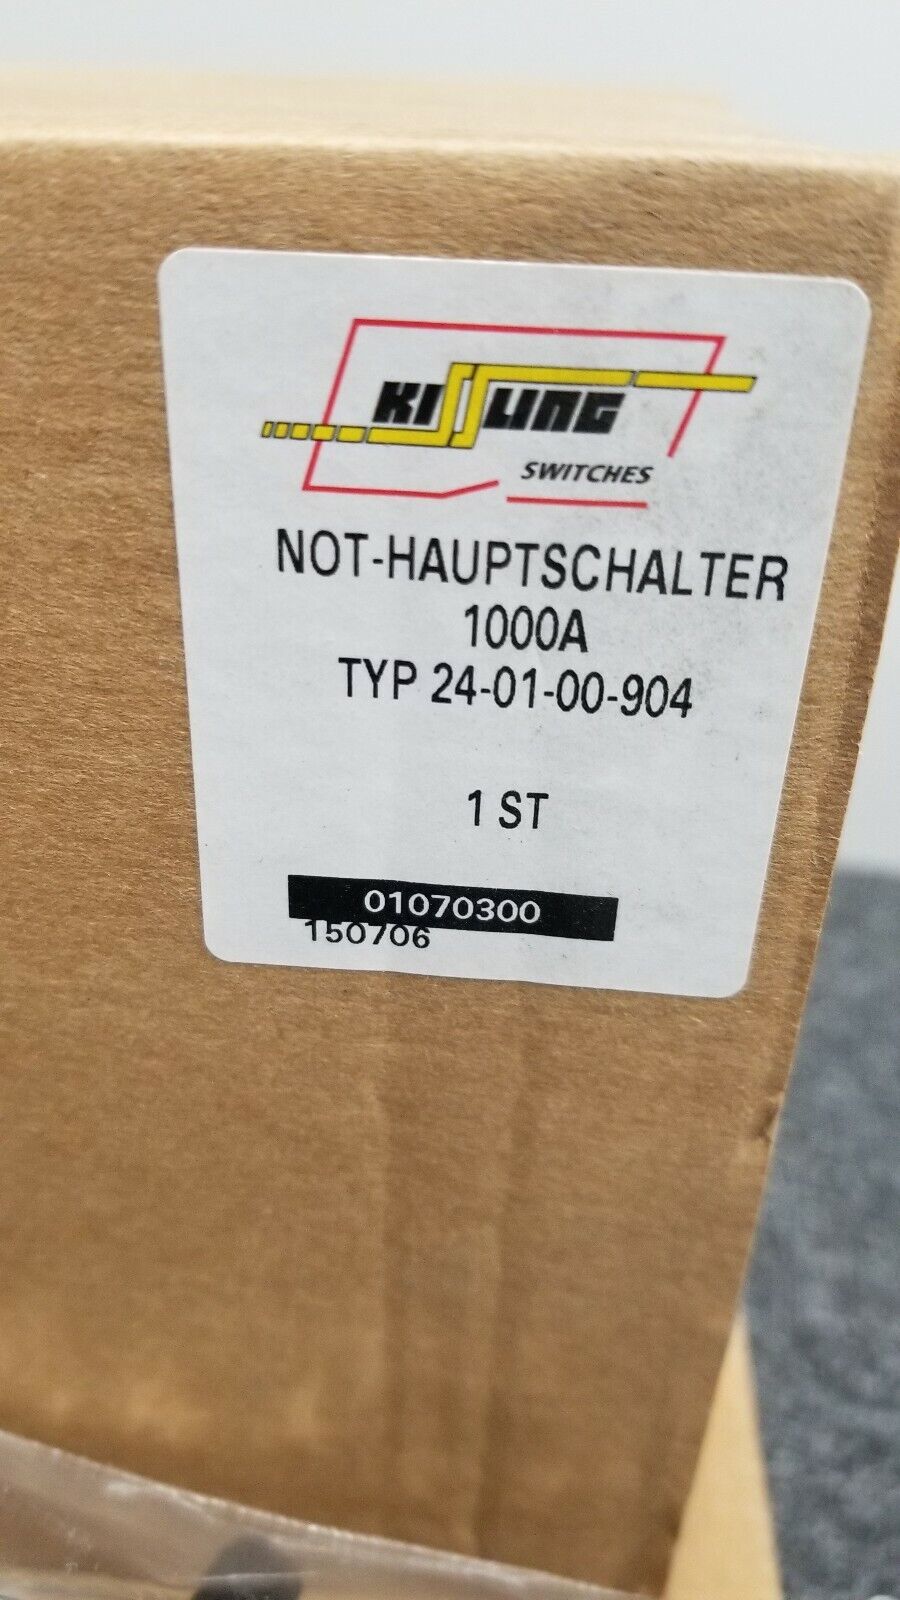 KISSLING
SWITCHES
NOT-HAUPTSCHALTER
1000A
TYP 24-01-00-904
1 ST
01070300
150706